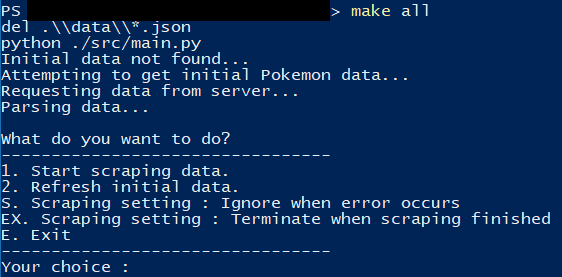 PS > make all
del .\\data\\*.json
python ./src/main.py
Initial data not found...
Attempting to get initial Pokemon data...
Requesting data from server...
Parsing data...
What do you want to do?
---------------------------------
1. Start scraping data.
2. Refresh initial data.
S. Scraping setting : Ignore when error occurs
EX. Scraping setting : Terminate when scraping finished
E. Exit
---------------------------------
Your choice :